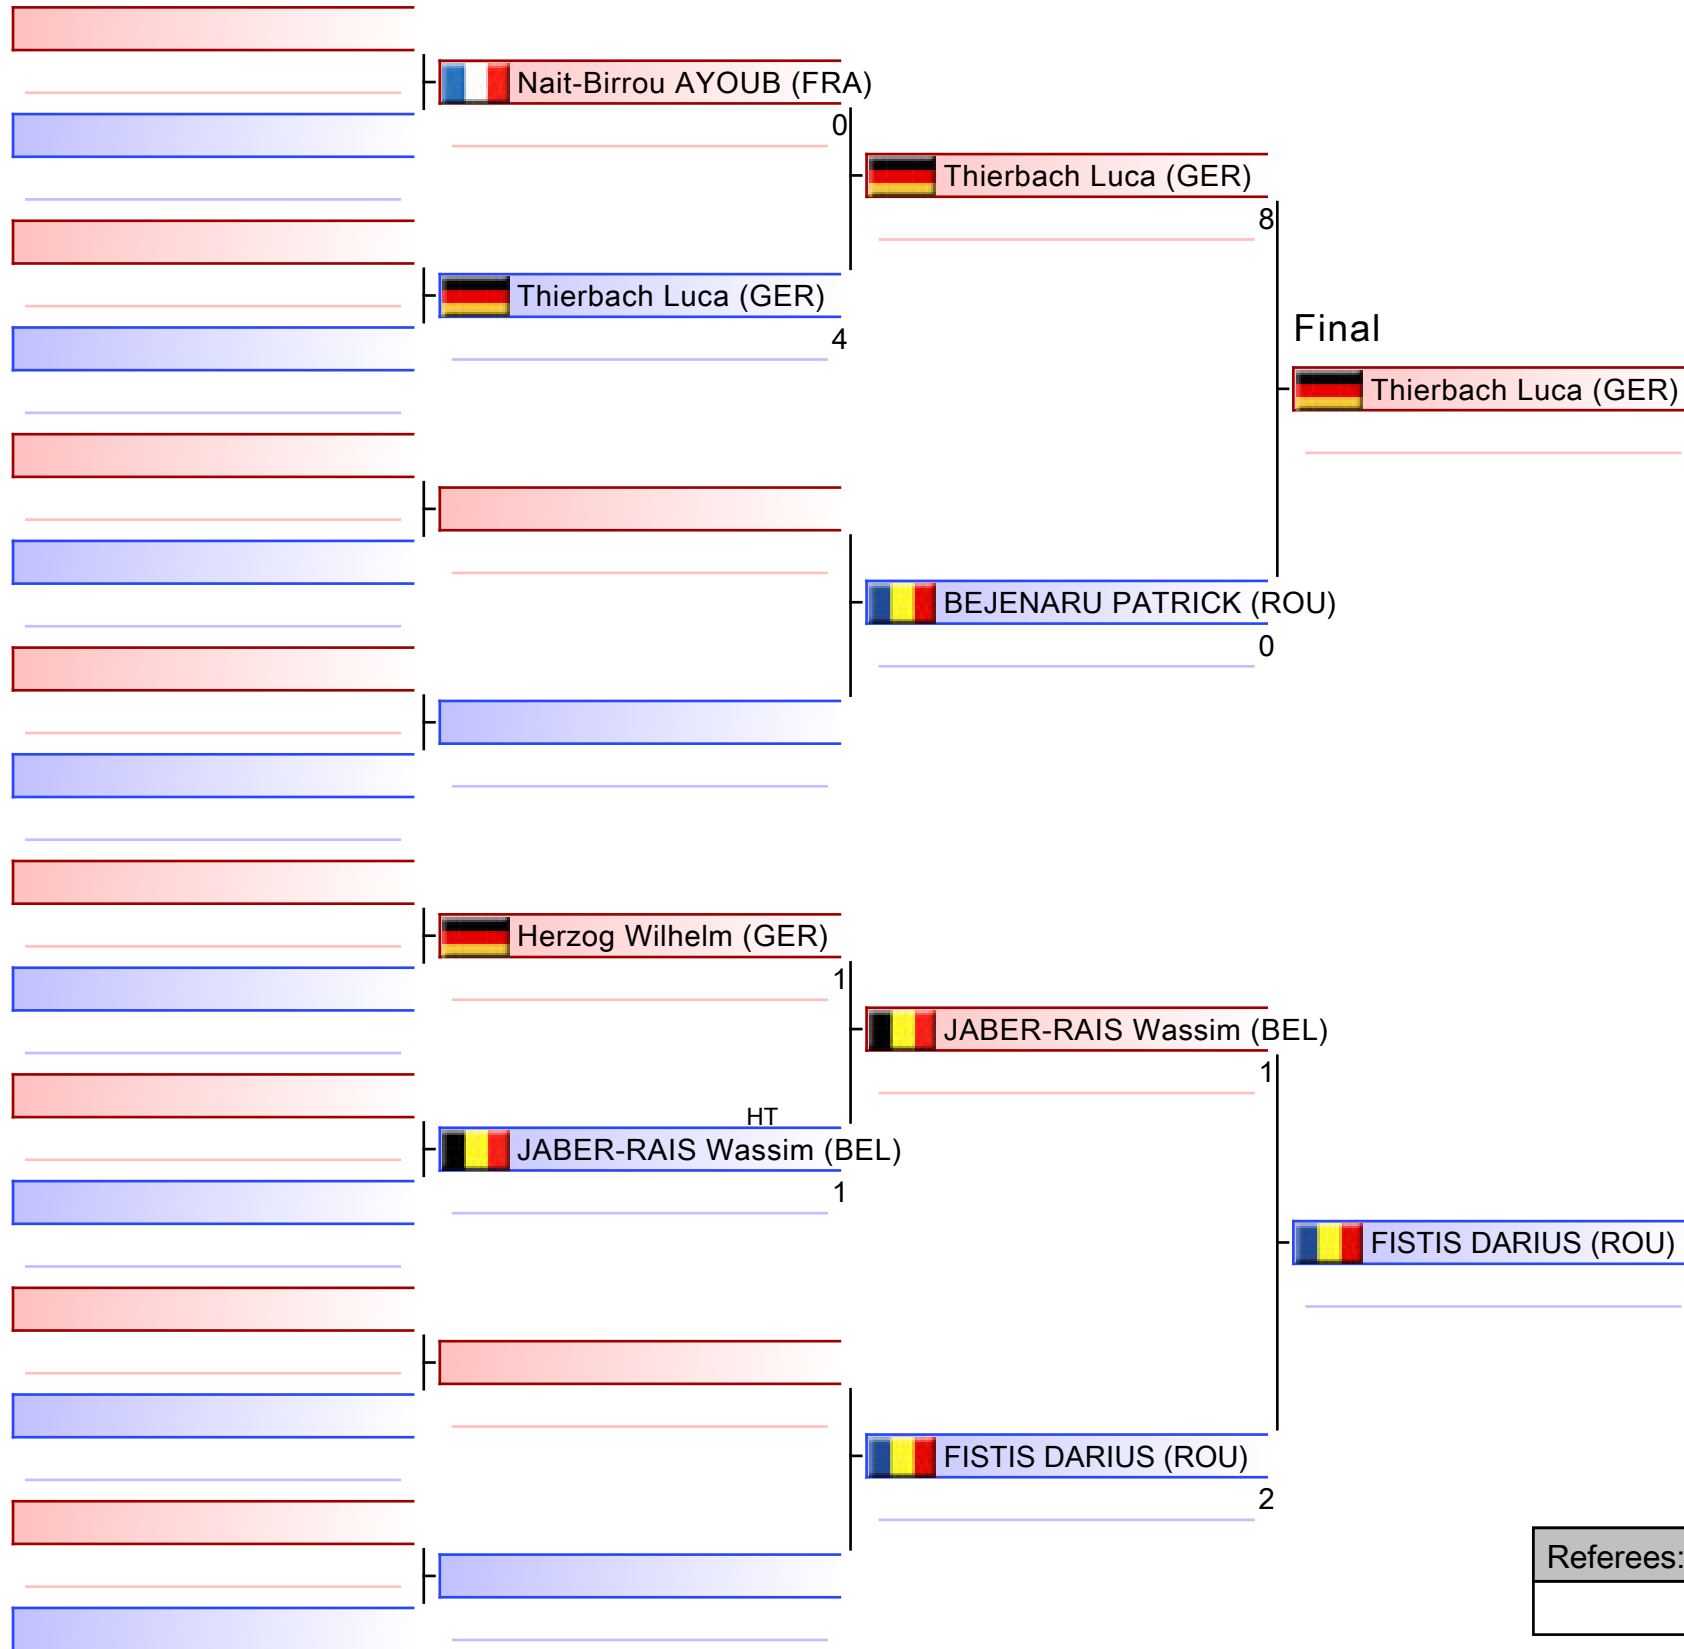 Nait-Birrou AYOUB (FRA)
0
Thierbach Luca (GER)
8
Thierbach Luca (GER)
4
Final
Thierbach Luca (GER)
BEJENARU PATRICK (ROU)
0
Herzog Wilhelm (GER)
1
JABER-RAIS Wassim (BEL)
1
HT
JABER-RAIS Wassim (BEL)
1
FISTIS DARIUS (ROU)
FISTIS DARIUS (ROU)
2
Referees: